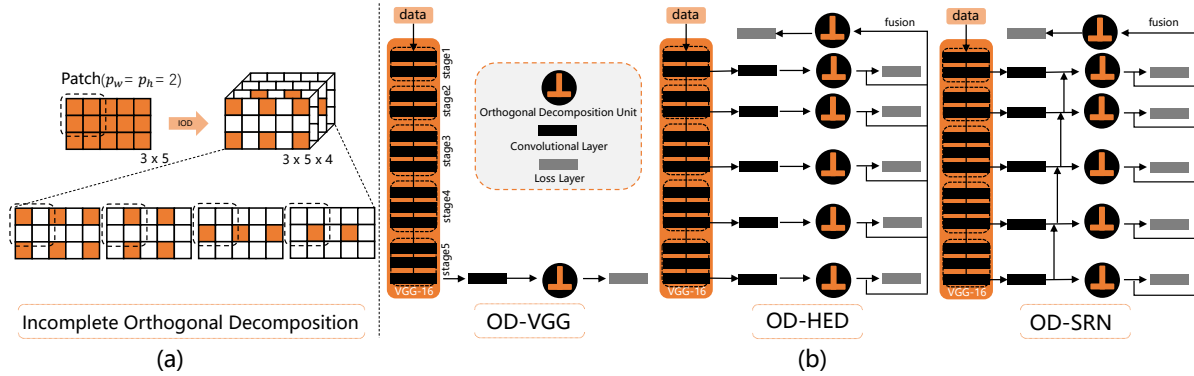 Patch(p_w = p_h = 2)
IOD
3 x 5
3 x 5 x 4
Incomplete Orthogonal Decomposition
(a)
data
stage1
stage2
stage3
stage4
stage5
VGG-16
Orthogonal Decomposition Unit
Convolutional Layer
Loss Layer
OD-VGG
data
fusion
VGG-16
OD-HED
(b)
data
fusion
VGG-16
OD-SRN